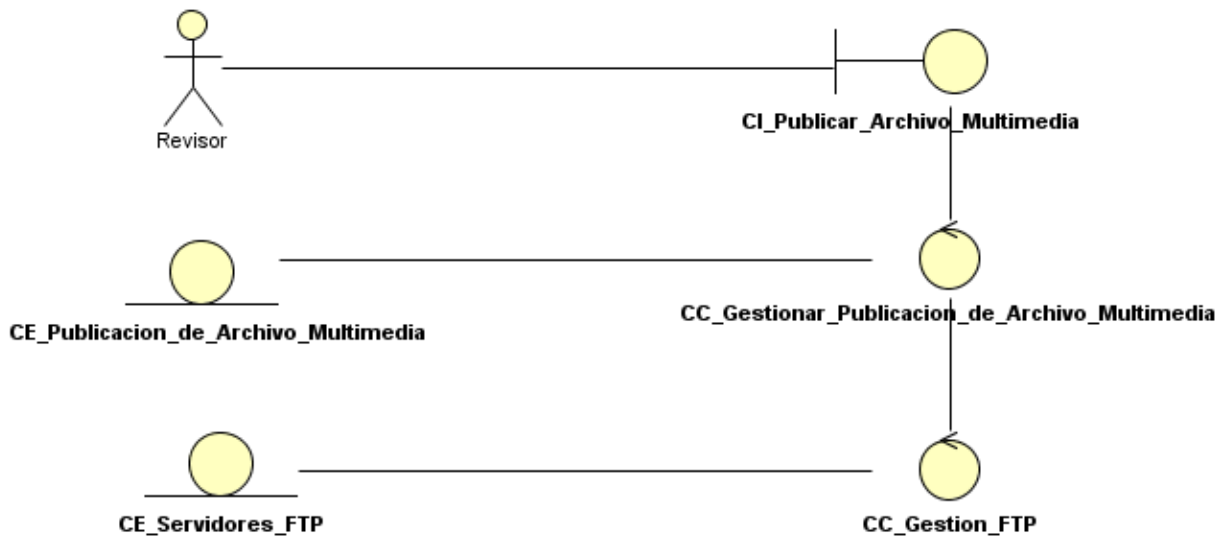 Revisor
CI_Publicar_Archivo_Multimedia
CE_Publicacion_de_Archivo_Multimedia
CC_Gestionar_Publicacion_de_Archivo_Multimedia
CE_Servidores_FTP
CC_Gestion_FTP